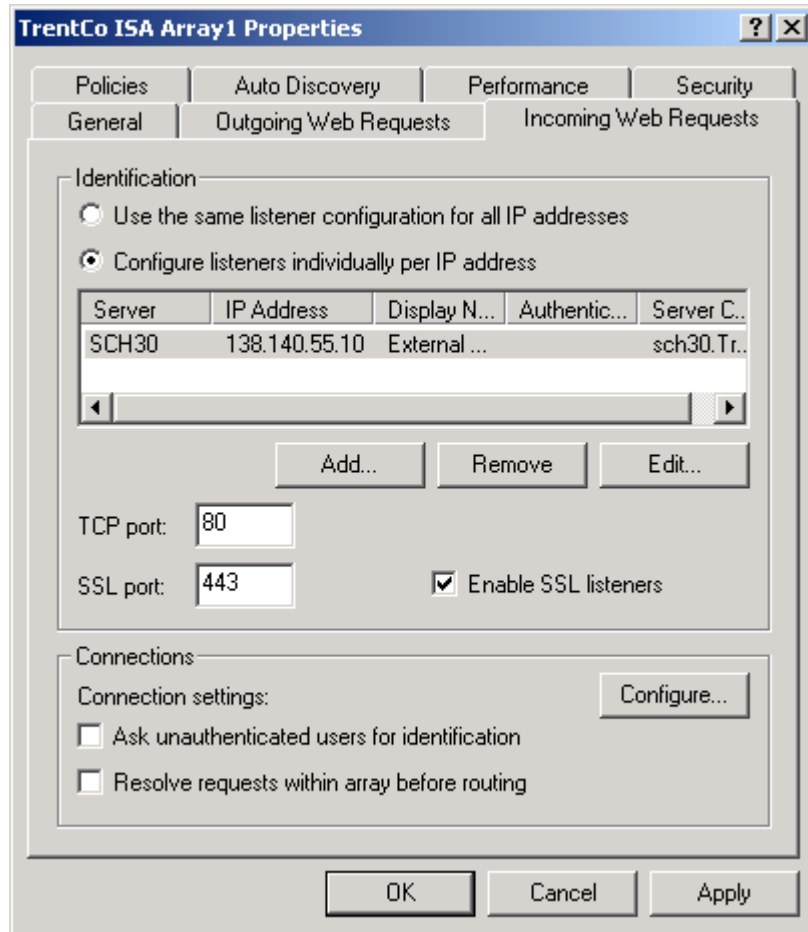 TrentCo ISA Array1 Properties
Policies Auto Discovery Performance Security
General Outgoing Web Requests Incoming Web Requests
Identification
Use the same listener configuration for all IP addresses
Configure listeners individually per IP address
Server IP Address Display N... Authentic... Server C..
SCH30 138.140.55.10 External ... sch30.Tr..
Add... Remove Edit...
TCP port: 80
SSL port: 443 Enable SSL listeners
Connections
Connection settings: Configure...
Ask unauthenticated users for identification
Resolve requests within array before routing
OK Cancel Apply